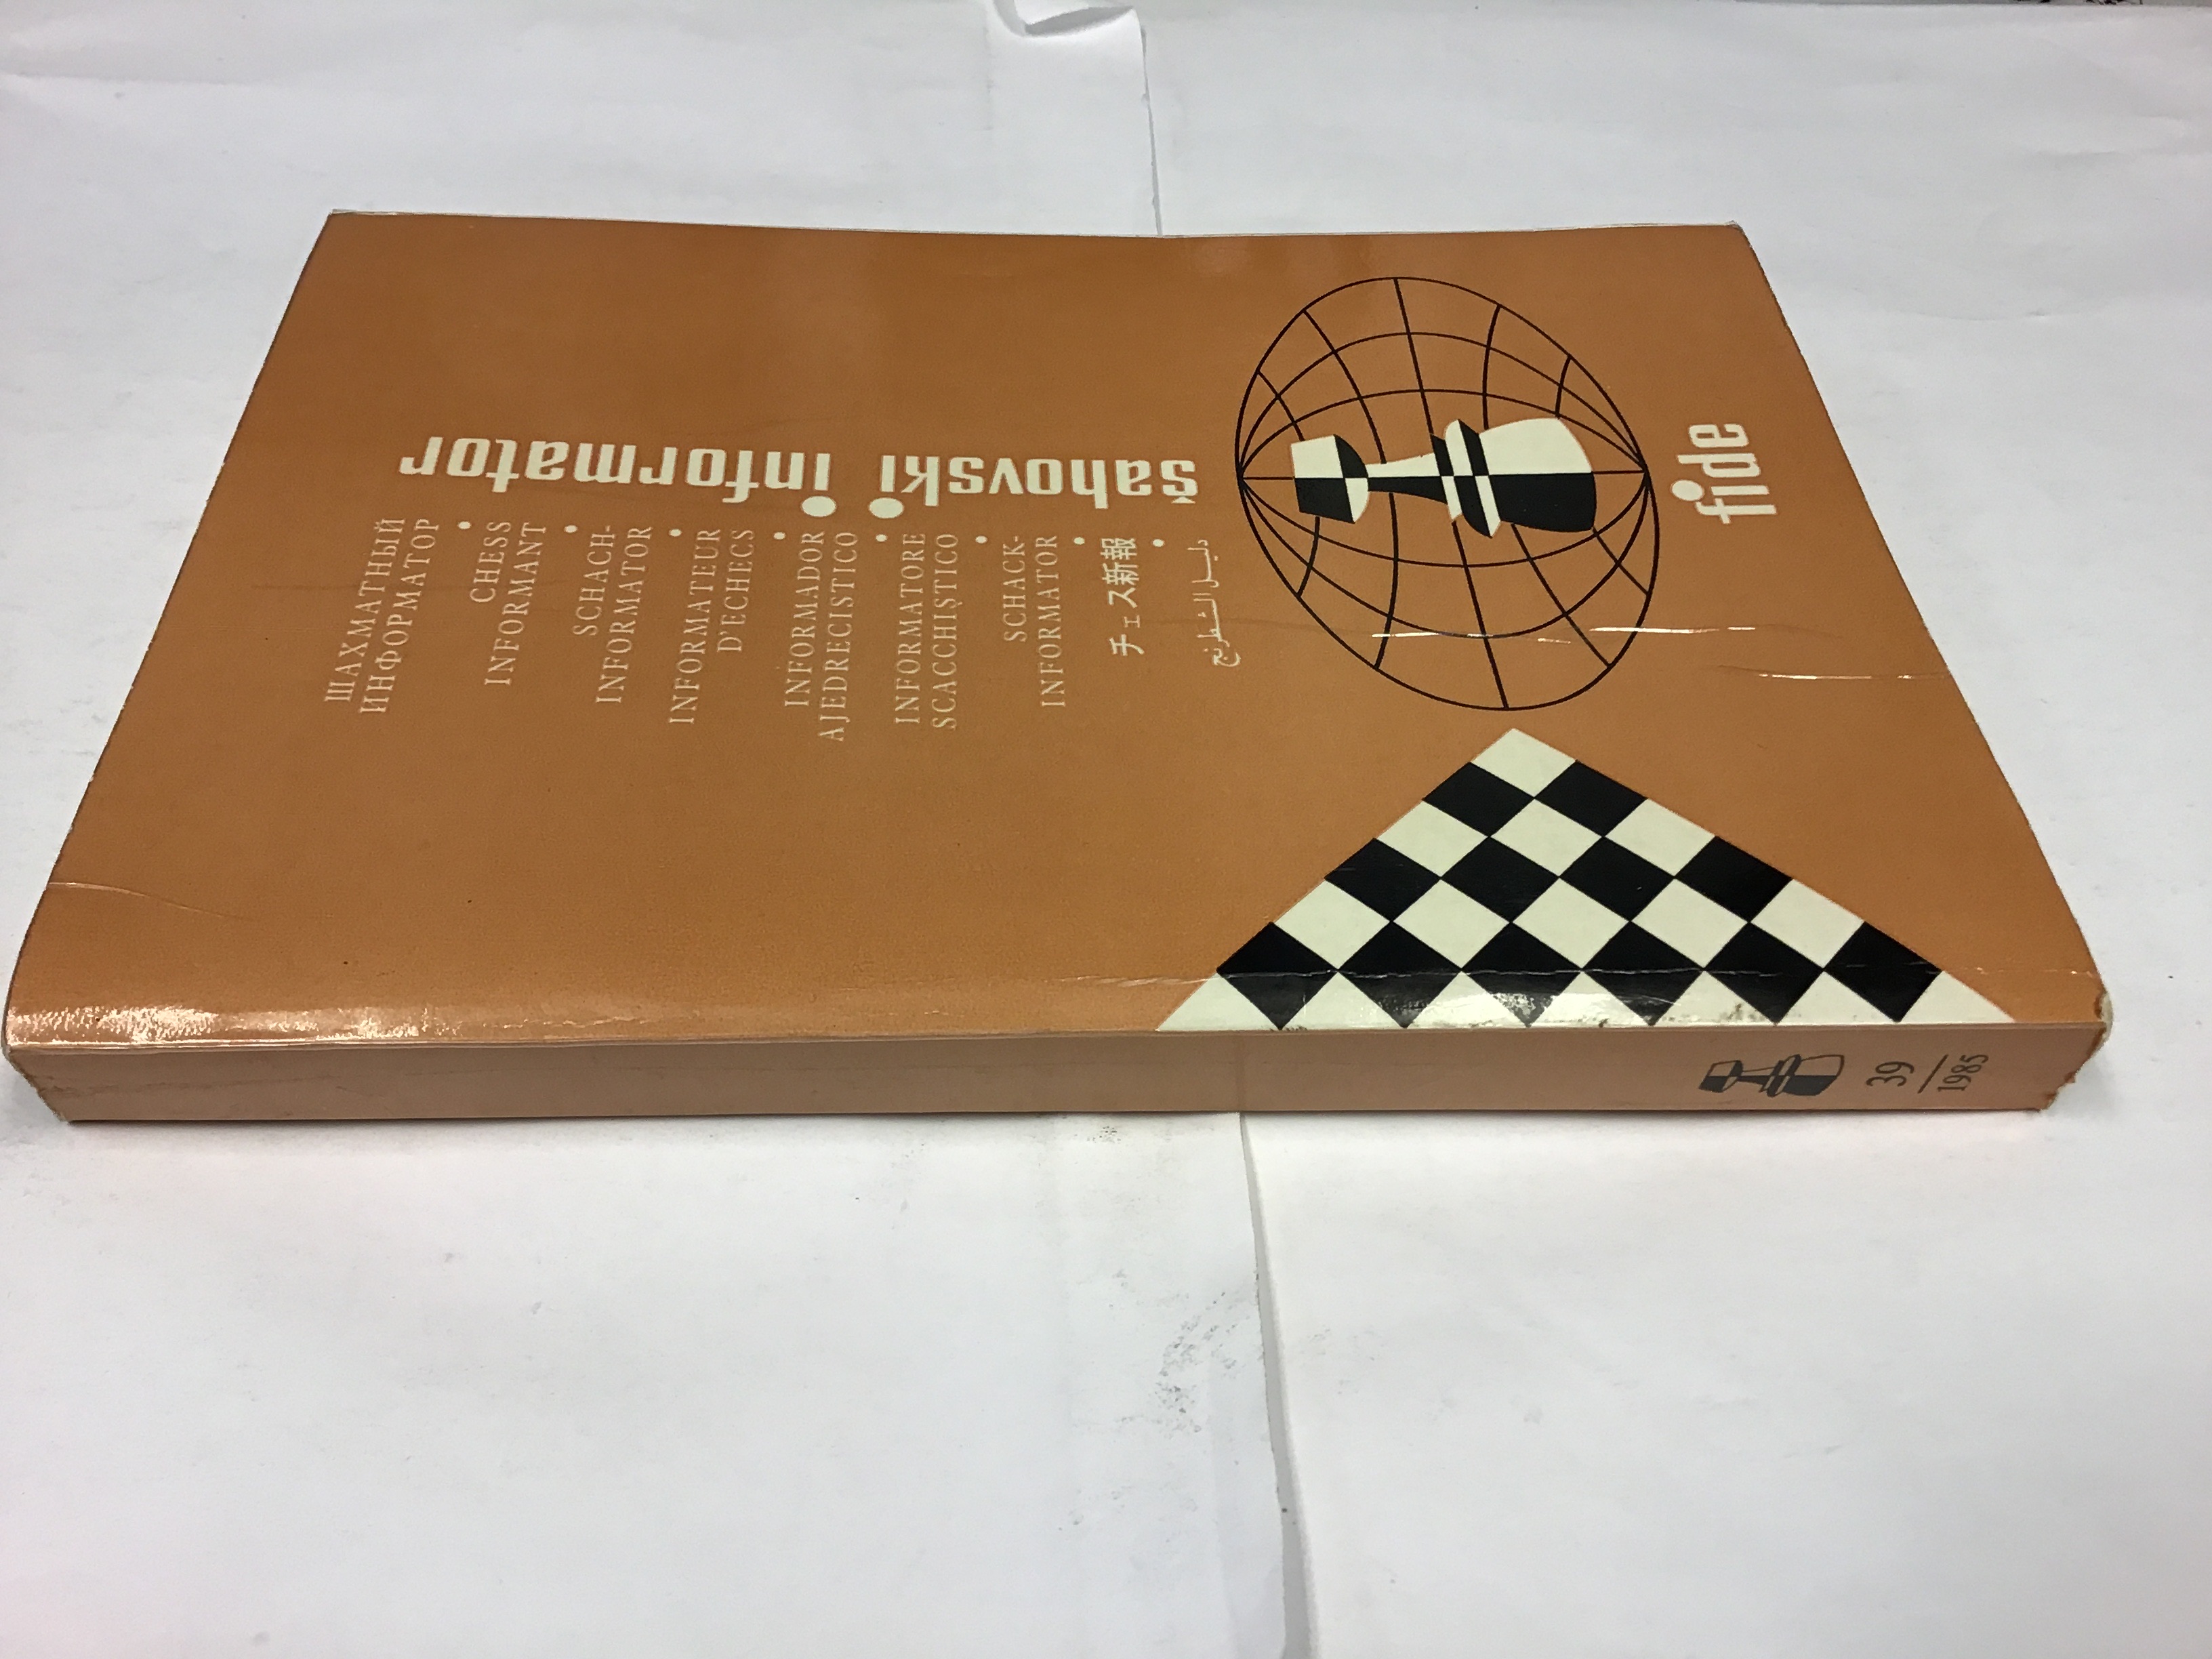 fide
šahovski informator
ШАХМАТНЫЙ
ИНФОРМАТОР
CHESS
INFORMANT
SCHACH-
INFORMATOR
INFORMATEUR
D'ECHECS
INFORMADOR
AJEDRECISTICO
INFORMATORE
SCACCHISTICO
SCHACK-
INFORMATOR
チェス新報
دليل الشطرنج
39
1985